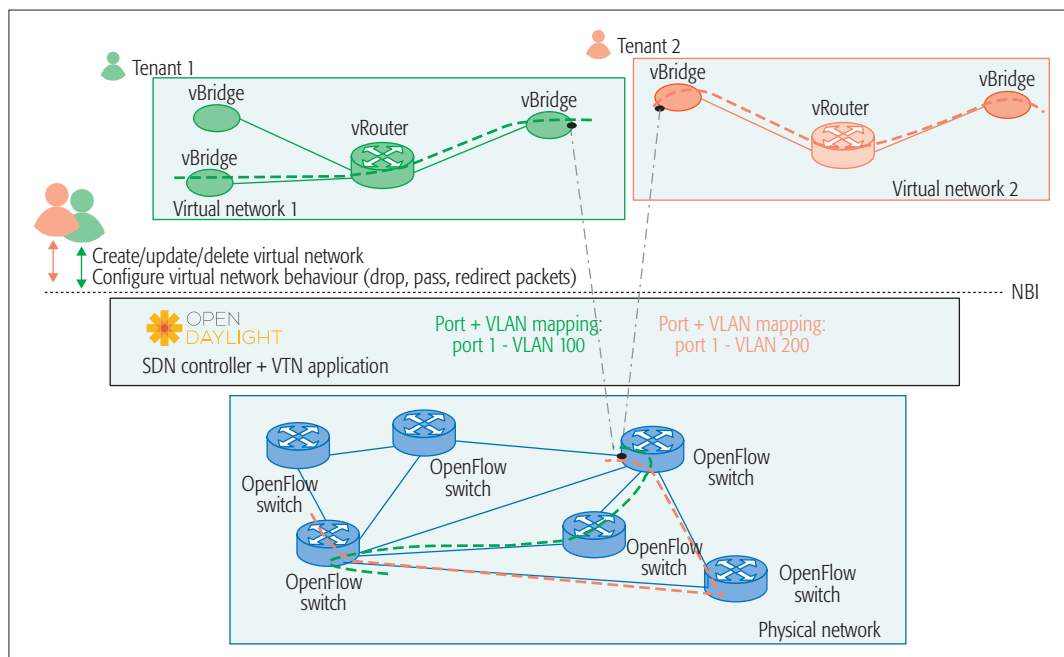 Tenant 1
Tenant 2
vBridge
vBridge
vRouter
vBridge
Virtual network 1
vBridge
vBridge
vRouter
Virtual network 2
Create/update/delete virtual network
Configure virtual network behaviour (drop, pass, redirect packets)
NBI
OPEN
DAYLIGHT
SDN controller + VTN application
Port + VLAN mapping:
port 1 - VLAN 100
Port + VLAN mapping:
port 1 - VLAN 200
OpenFlow
switch
OpenFlow
switch
OpenFlow
switch
OpenFlow
switch
OpenFlow
switch
OpenFlow
switch
Physical network